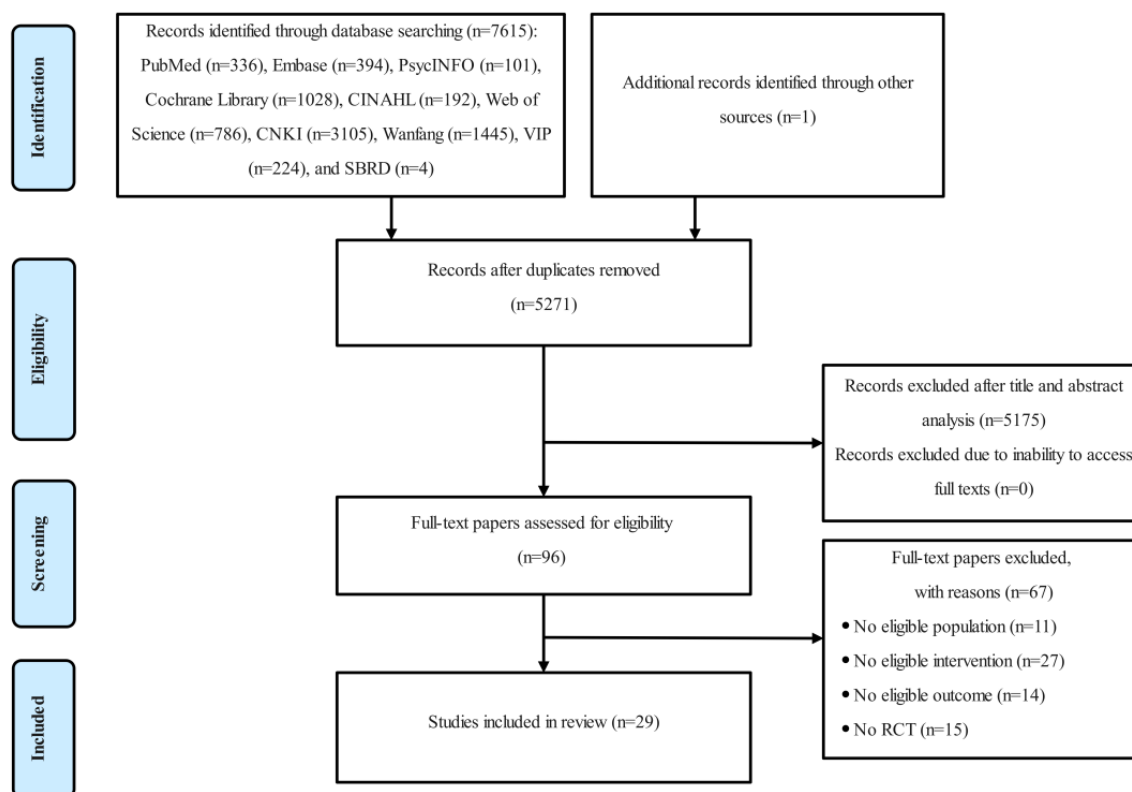 Identification
Records identified through database searching (n=7615):
PubMed (n=336), Embase (n=394), PsycINFO (n=101),
Cochrane Library (n=1028), CINAHL (n=192), Web of
Science (n=786), CNKI (n=3105), Wanfang (n=1445), VIP
(n=224), and SBRD (n=4)
Additional records identified through other
sources (n=1)
Eligibility
Records after duplicates removed
(n=5271)
Records excluded after title and abstract
analysis (n=5175)
Records excluded due to inability to access
full texts (n=0)
Screening
Full-text papers assessed for eligibility
(n=96)
Full-text papers excluded,
with reasons (n=67)
• No eligible population (n=11)
• No eligible intervention (n=27)
• No eligible outcome (n=14)
• No RCT (n=15)
Included
Studies included in review (n=29)